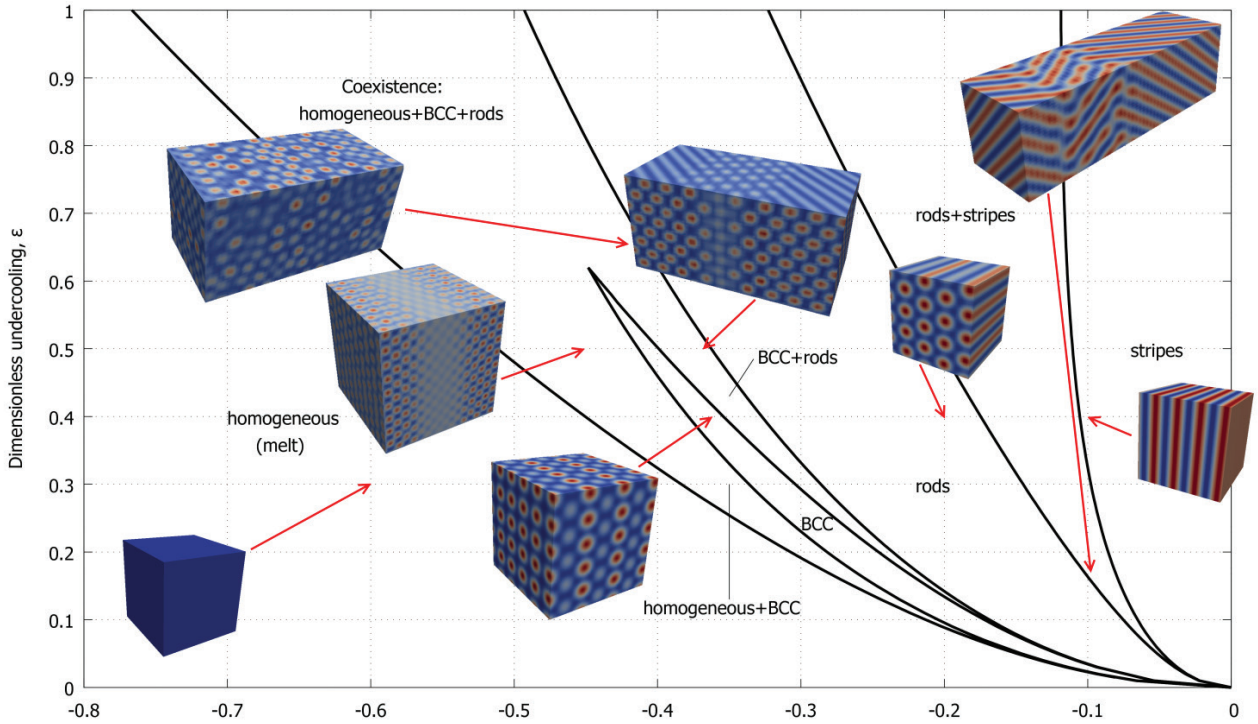 1
0.9
0.8
0.7
0.6
0.5
0.4
0.3
0.2
0.1
0
Dimensionless undercooling, ε
Coexistence:
homogeneous+BCC+rods
rods+stripes
BCC+rods
stripes
homogeneous
(melt)
rods
BCC
homogeneous+BCC
-0.8
-0.7
-0.6
-0.5
-0.4
-0.3
-0.2
-0.1
0